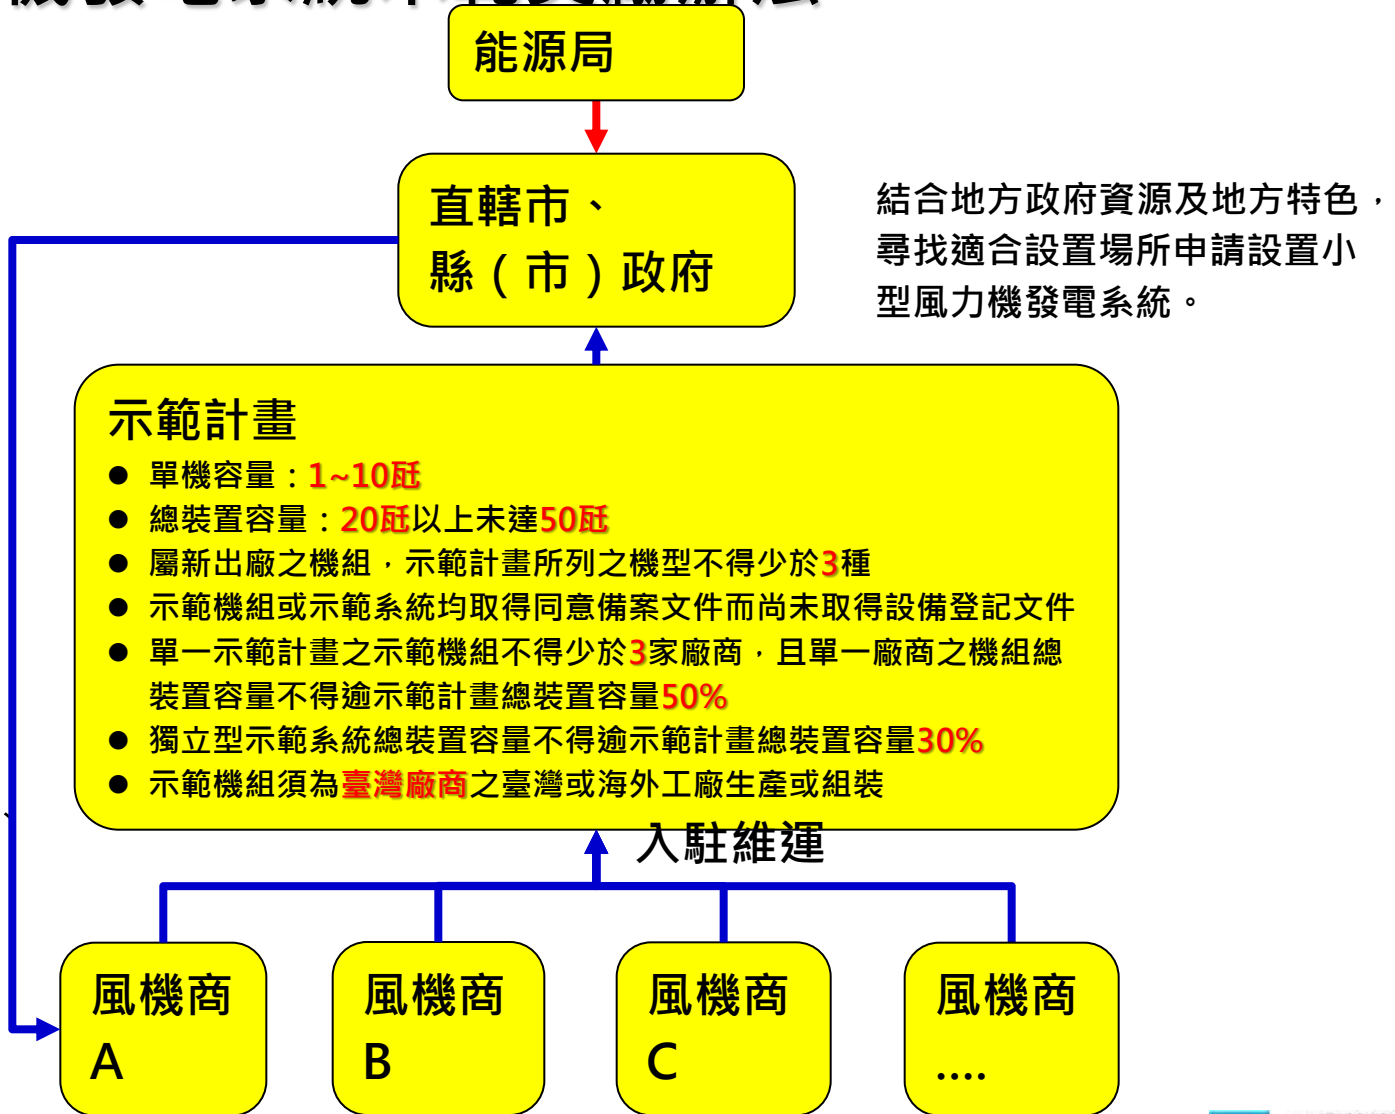 能源局
直轄市、
縣（市）政府
結合地方政府資源及地方特色，
尋找適合設置場所申請設置小
型風力機發電系統。
示範計畫
● 單機容量：1~10瓩
● 總裝置容量：20瓩以上未達50瓩
● 屬新出廠之機組，示範計畫所列之機型不得少於3種
● 示範機組或示範系統均取得同意備案文件而尚未取得設備登記文件
● 單一示範計畫之示範機組不得少於3家廠商，且單一廠商之機組總
裝置容量不得逾示範計畫總裝置容量50%
● 獨立型示範系統總裝置容量不得逾示範計畫總裝置容量30%
● 示範機組須為臺灣廠商之臺灣或海外工廠生產或組裝
、
入駐維運
風機商
A
風機商
B
風機商
C
風機商
....